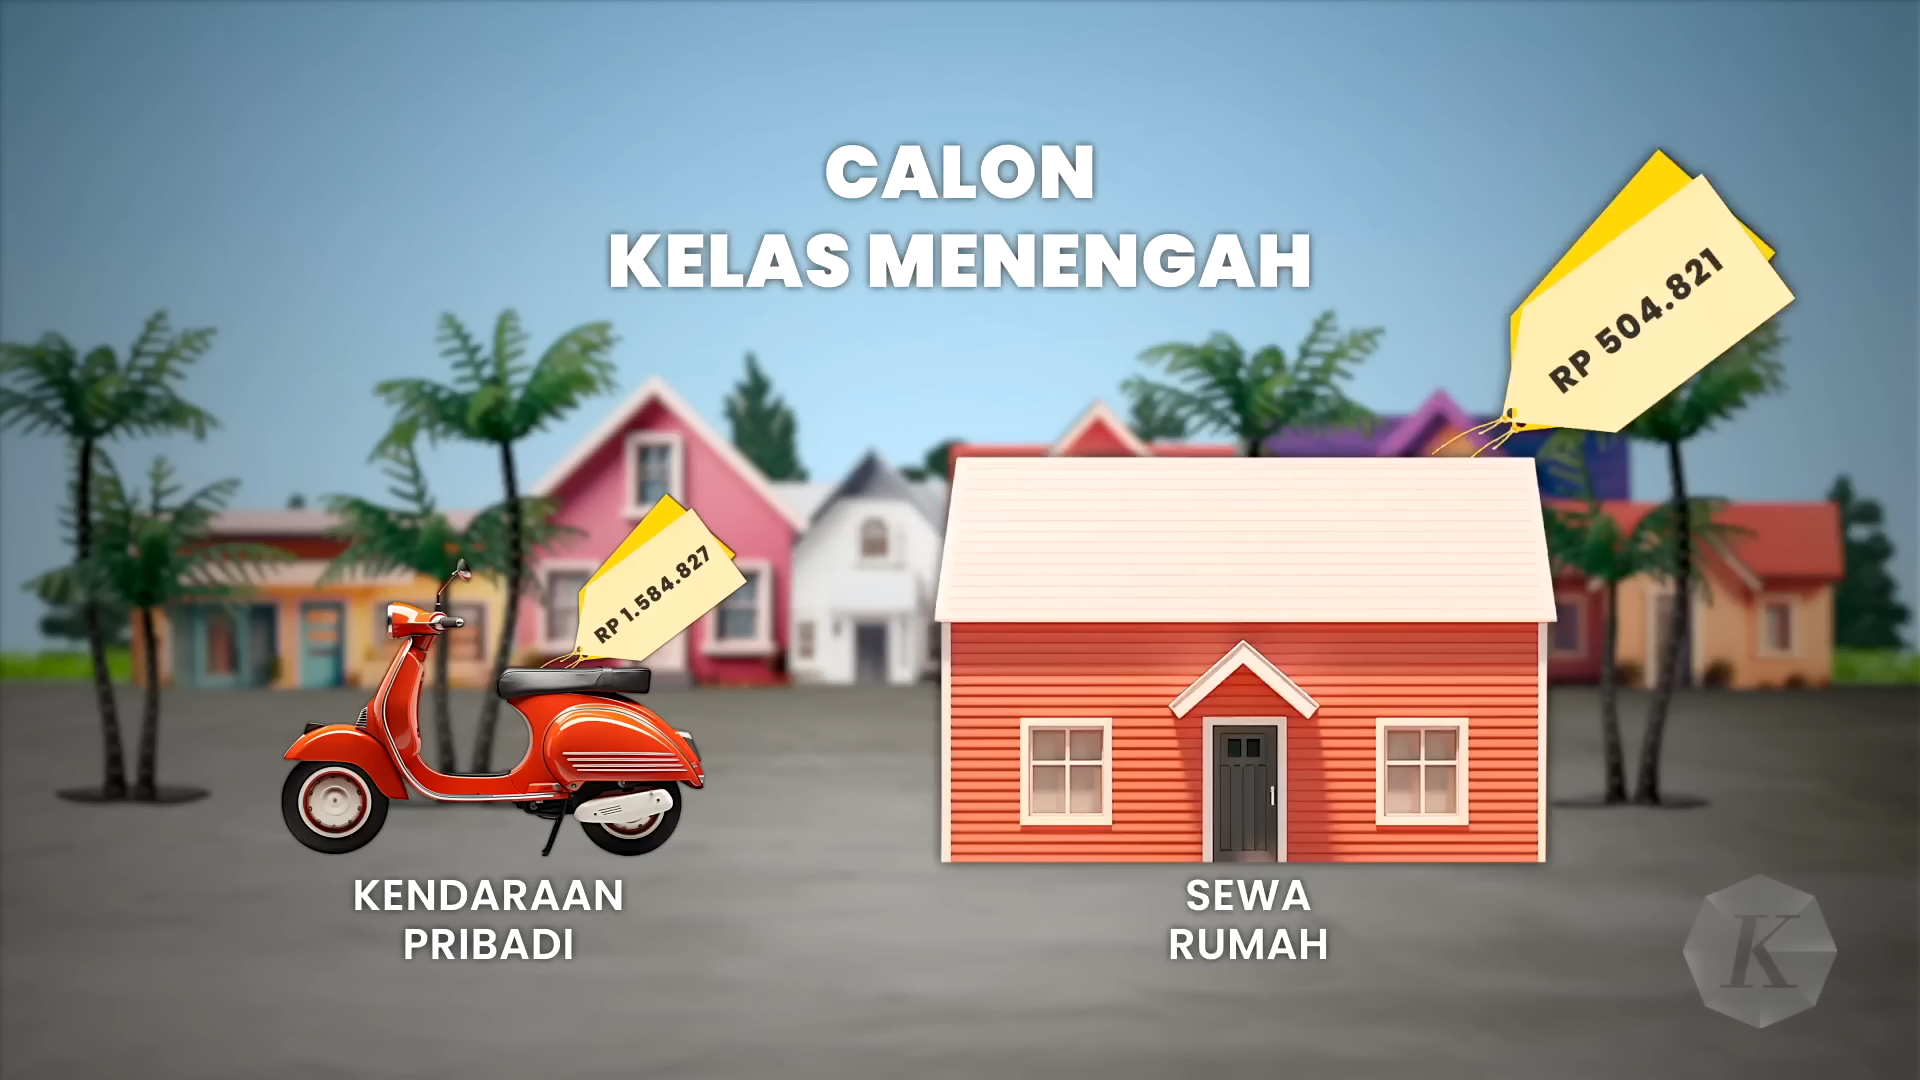 CALON
KELAS MENENGAH
RP 504.821
RP 1.584.827
KENDARAAN
PRIBADI
SEWA
RUMAH
K